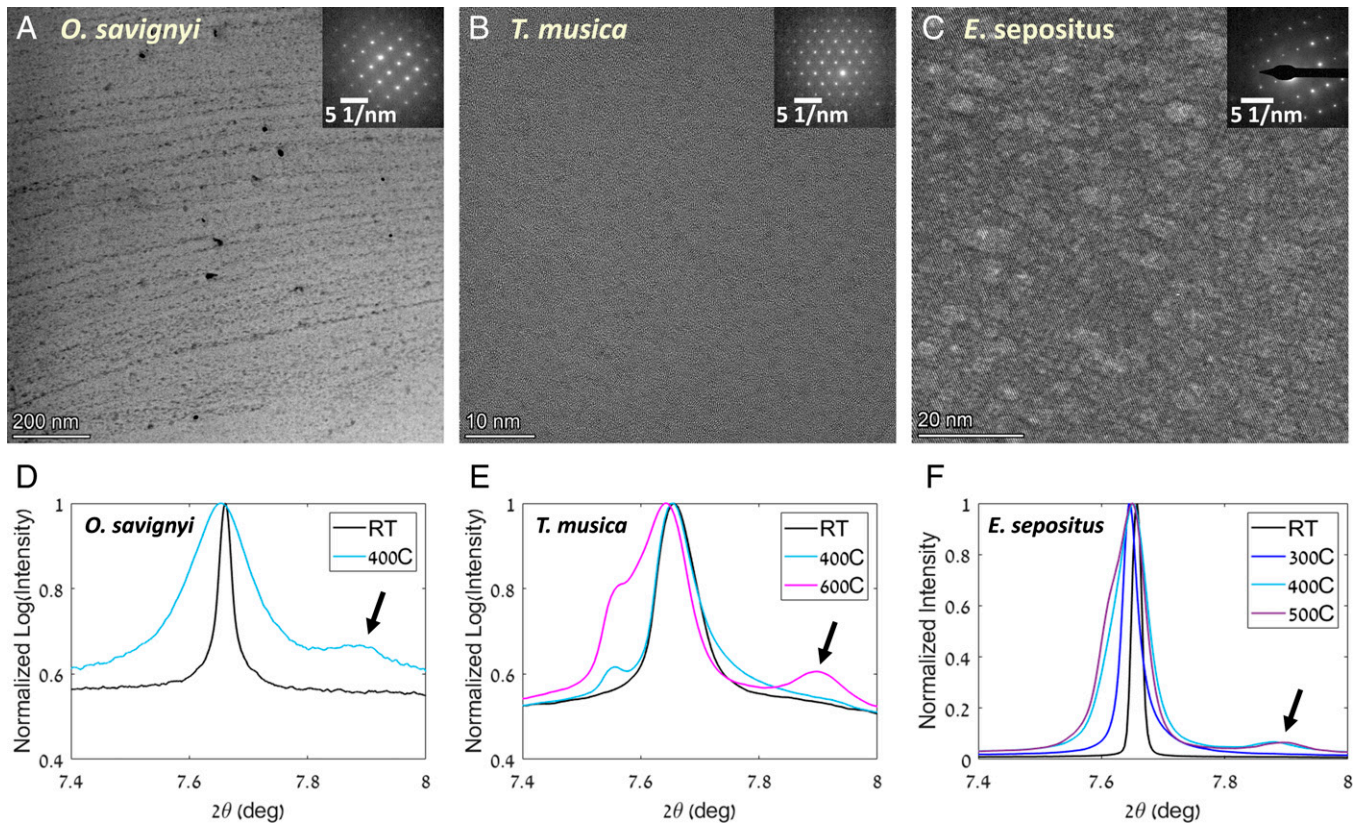 A O. savignyi
5 1/nm
200 nm
B T. musica
5 1/nm
10 nm
C E. sepositus
5 1/nm
20 nm
D
Normalized Log(Intensity)
1
0.8
0.6
0.4
O. savignyi
RT
400C
7.4 7.6 7.8 8
2θ (deg)
E
Normalized Log(Intensity)
1
0.8
0.6
0.4
T. musica
RT
400C
600C
7.4 7.6 7.8 8
2θ (deg)
F
Normalized Intensity
1
0.8
0.6
0.4
0.2
0
E. sepositus
RT
300C
400C
500C
7.4 7.6 7.8 8
2θ (deg)